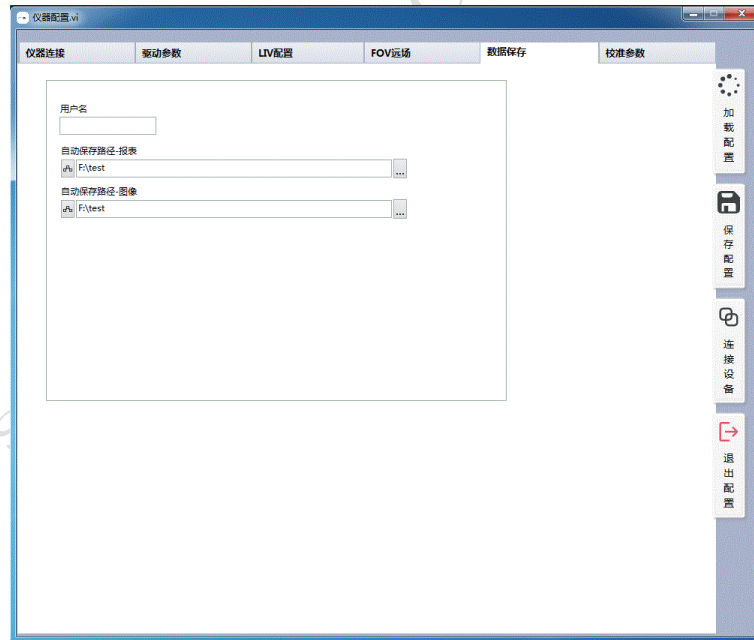 仪器配置.vi
仪器连接
驱动参数
LIV配置
FOV远场
数据保存
校准参数
用户名
自动保存路径-报表
F:\test
...
自动保存路径-图像
F:\test
...
加载配置
保存配置
连接设备
退出配置